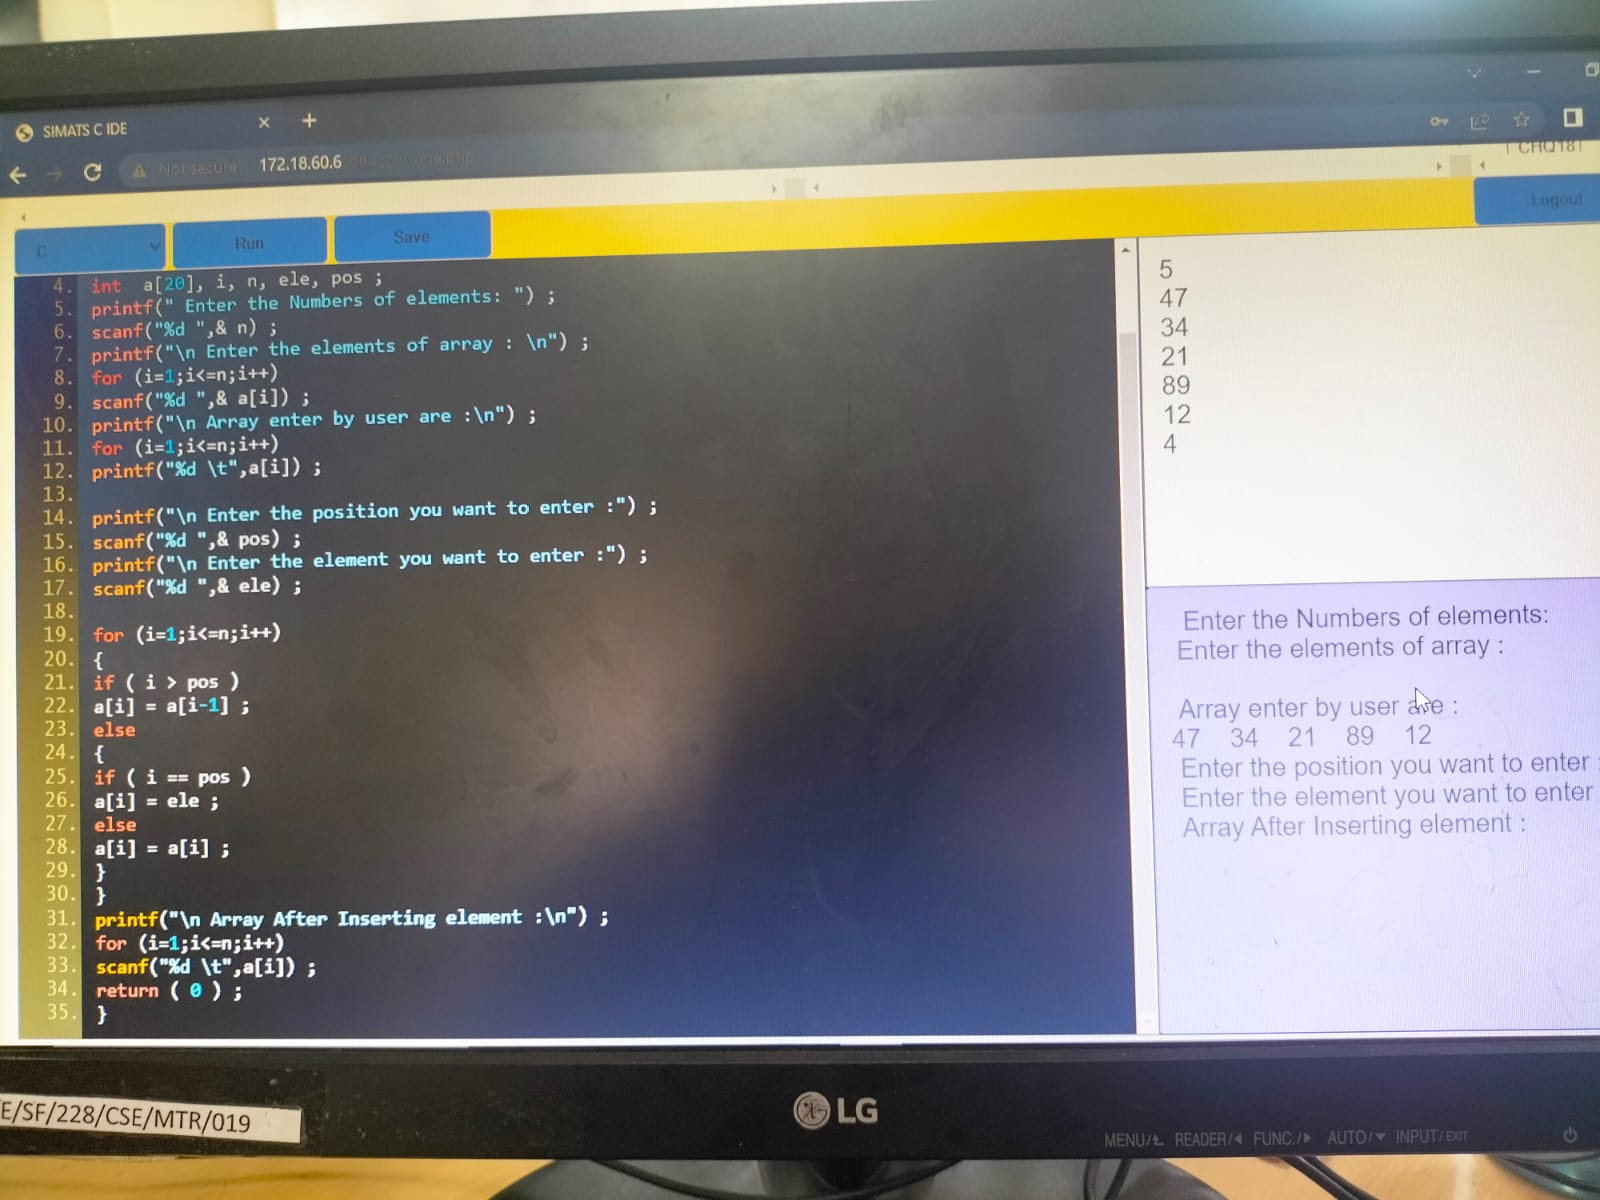 SIMATS C IDE
Not secure 172.18.60.6
C Run Save Logout
4. int a[20], i, n, ele, pos ;
5. printf(" Enter the Numbers of elements: ") ;
6. scanf("%d ",& n) ;
7. printf("\n Enter the elements of array : \n") ;
8. for (i=1;i<=n;i++)
9. scanf("%d ",& a[i]) ;
10. printf("\n Array enter by user are :\n") ;
11. for (i=1;i<=n;i++)
12. printf("%d \t",a[i]) ;
13.
14. printf("\n Enter the position you want to enter :") ;
15. scanf("%d ",& pos) ;
16. printf("\n Enter the element you want to enter :") ;
17. scanf("%d ",& ele) ;
18.
19. for (i=1;i<=n;i++)
20. {
21. if ( i > pos )
22. a[i] = a[i-1] ;
23. else
24. {
25. if ( i == pos )
26. a[i] = ele ;
27. else
28. a[i] = a[i] ;
29. }
30. }
31. printf("\n Array After Inserting element :\n") ;
32. for (i=1;i<=n;i++)
33. scanf("%d \t",a[i]) ;
34. return ( 0 ) ;
35. }
5
47
34
21
89
12
4
Enter the Numbers of elements:
Enter the elements of array :
Array enter by user are :
47 34 21 89 12
Enter the position you want to enter :
Enter the element you want to enter
Array After Inserting element :
E/SF/228/CSE/MTR/019
LG
MENU/ READER/ FUNC./ AUTO/ INPUT/EXIT